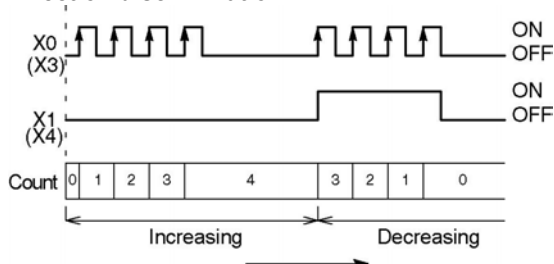 X0
(X3)
ON
OFF
X1
(X4)
ON
OFF
Count 0 1 2 3 4 3 2 1 0
Increasing Decreasing